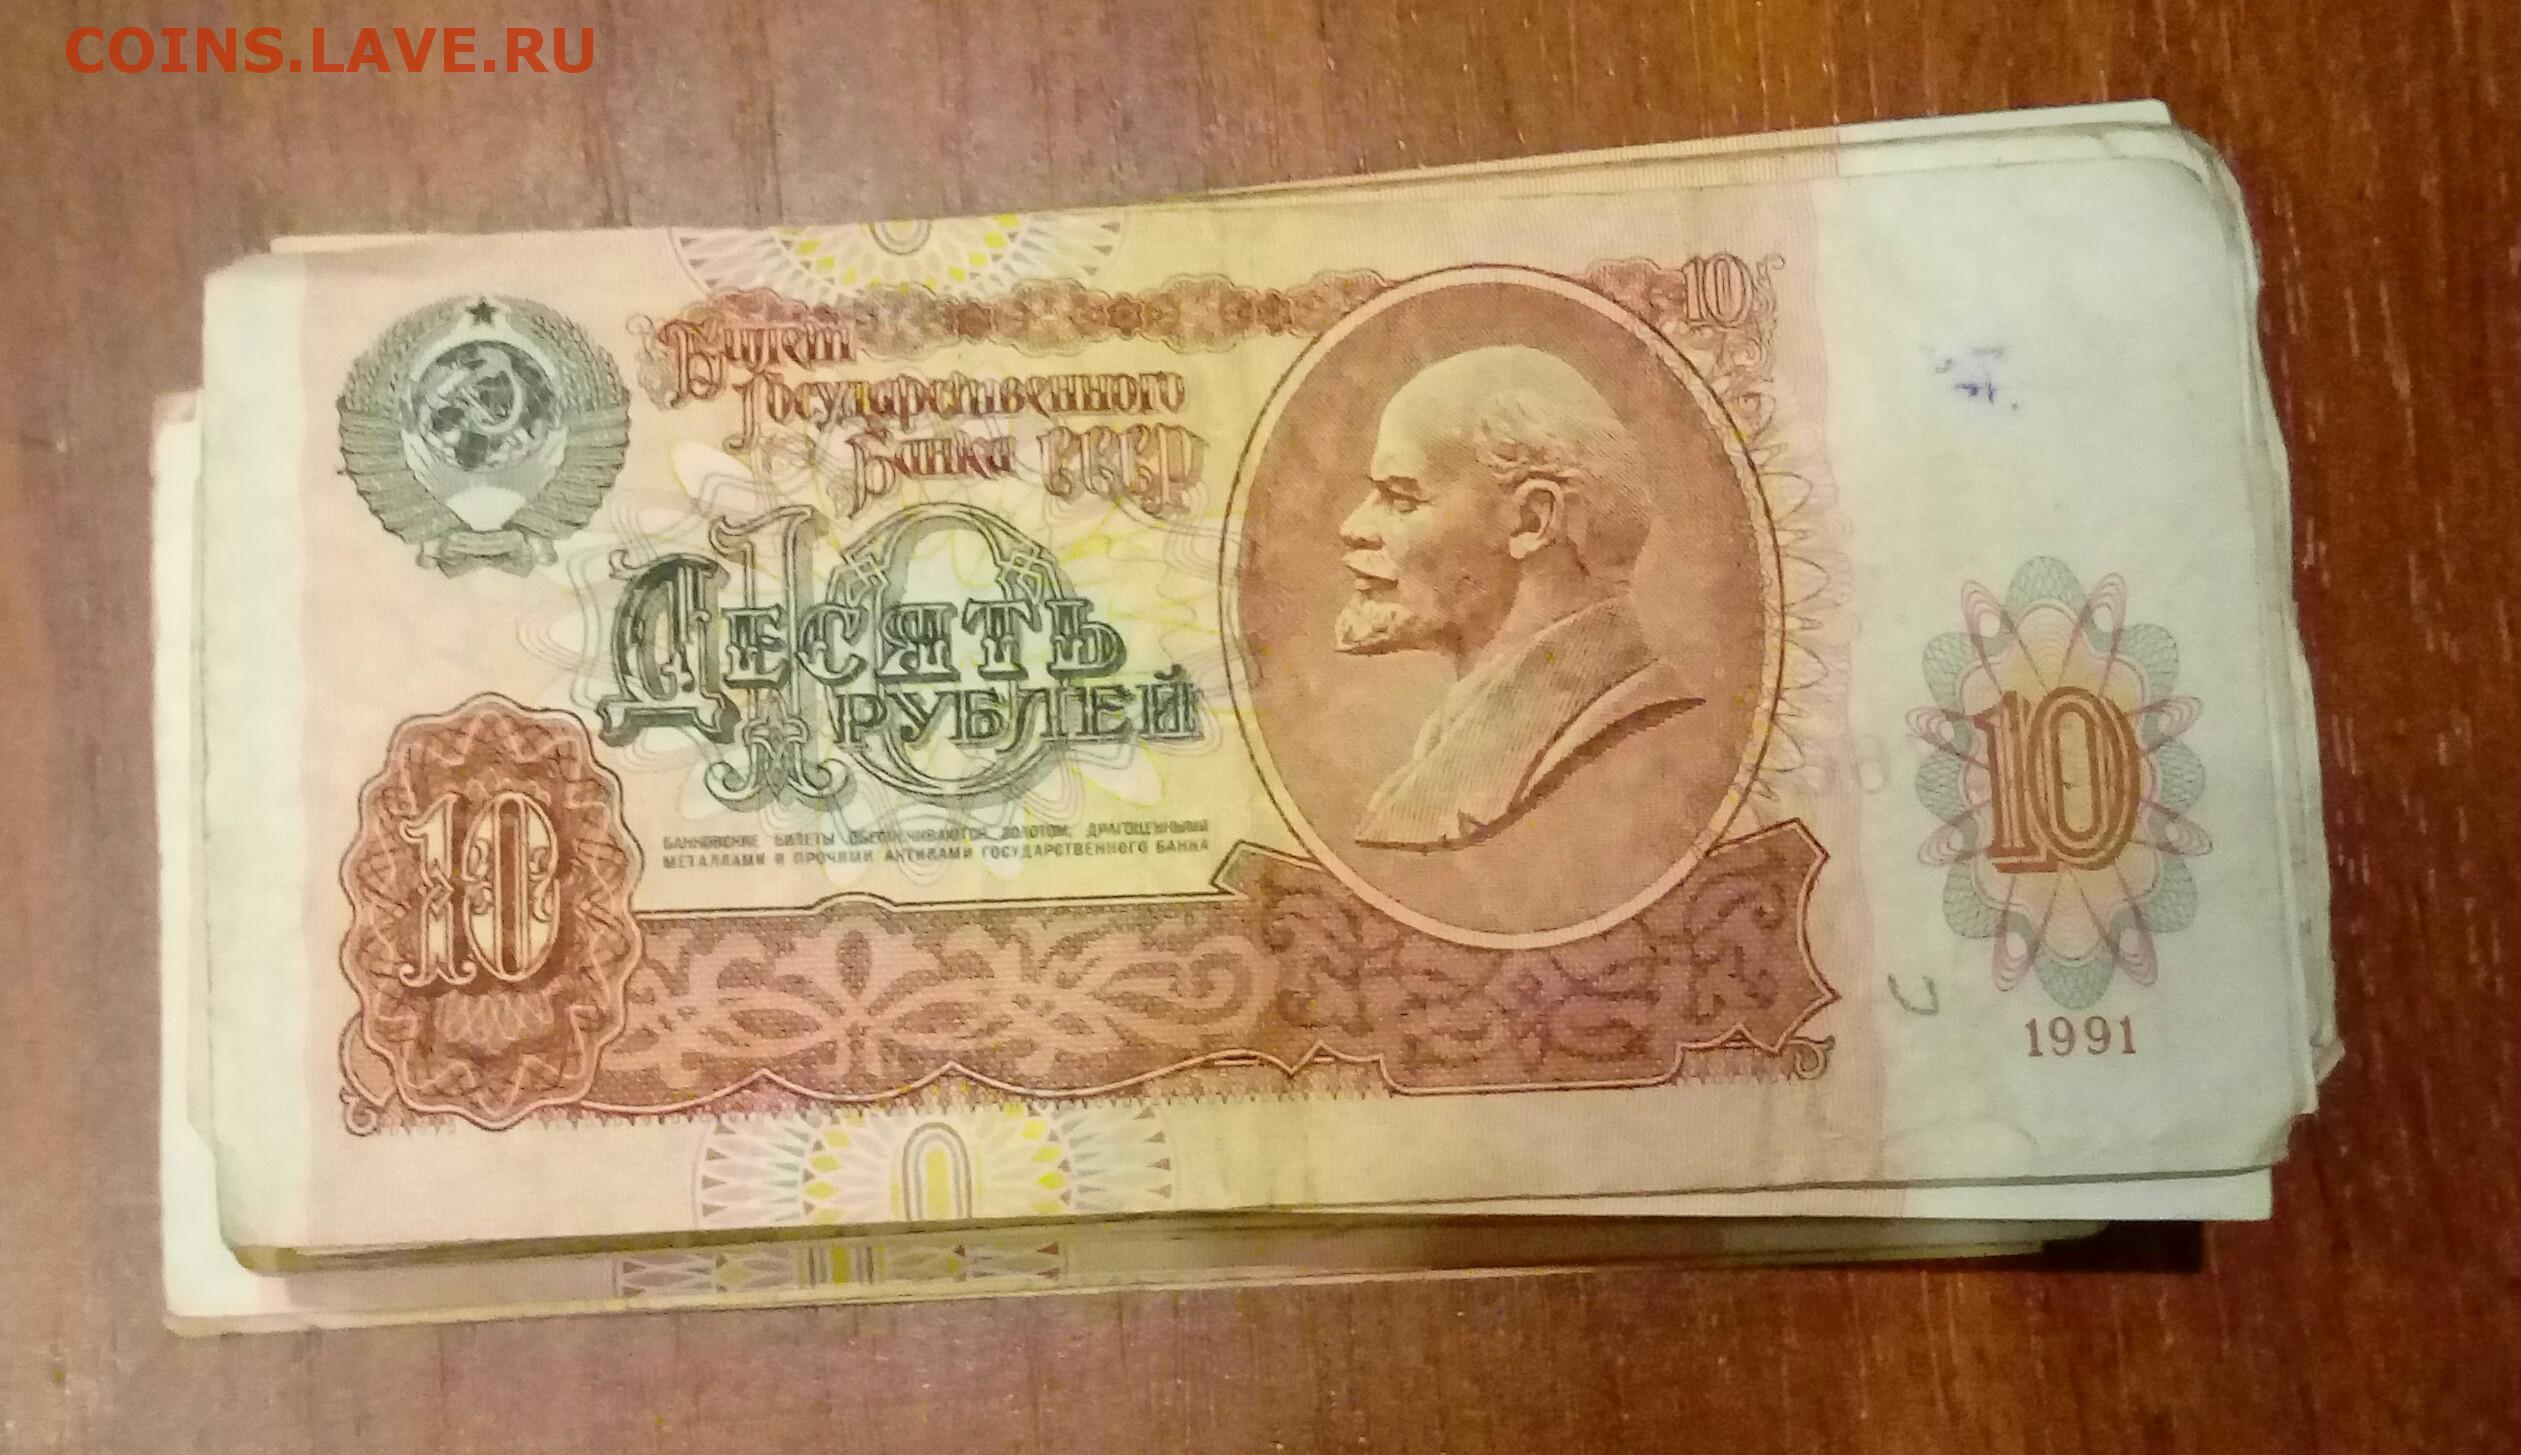 COINS.LAVE.RU
10
Билет
Государственного
Банка СССР
10
Десять
рублей
БАНКОВСКИЕ БИЛЕТЫ ОБЕСПЕЧИВАЮТСЯ ЗОЛОТОМ, ДРАГОЦЕННЫМИ
МЕТАЛЛАМИ И ПРОЧИМИ АКТИВАМИ ГОСУДАРСТВЕННОГО БАНКА
10
10
1991